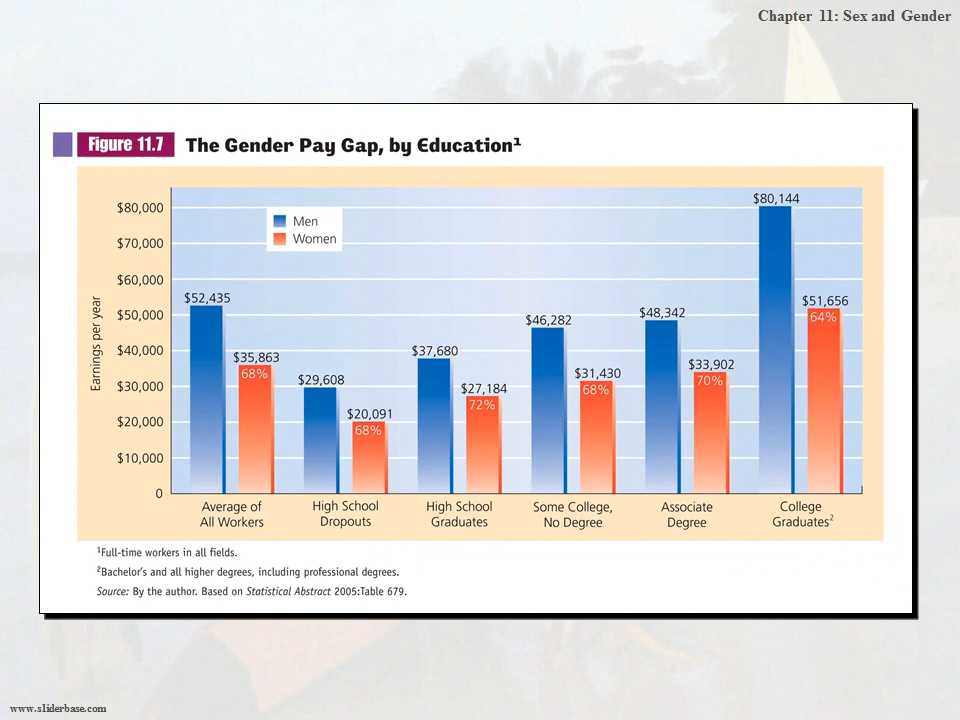 Chapter 11: Sex and Gender
Figure 11.7 The Gender Pay Gap, by Education¹
Earnings per year
$80,000
$70,000
$60,000
$50,000
$40,000
$30,000
$20,000
$10,000
0
Men
Women
$52,435
$35,863
68%
$29,608
$20,091
68%
$37,680
$27,184
72%
$46,282
$31,430
68%
$48,342
$33,902
70%
$80,144
$51,656
64%
Average of
All Workers
High School
Dropouts
High School
Graduates
Some College,
No Degree
Associate
Degree
College
Graduates²
¹Full-time workers in all fields.
²Bachelor's and all higher degrees, including professional degrees.
Source: By the author. Based on Statistical Abstract 2005:Table 679.
www.sliderbase.com